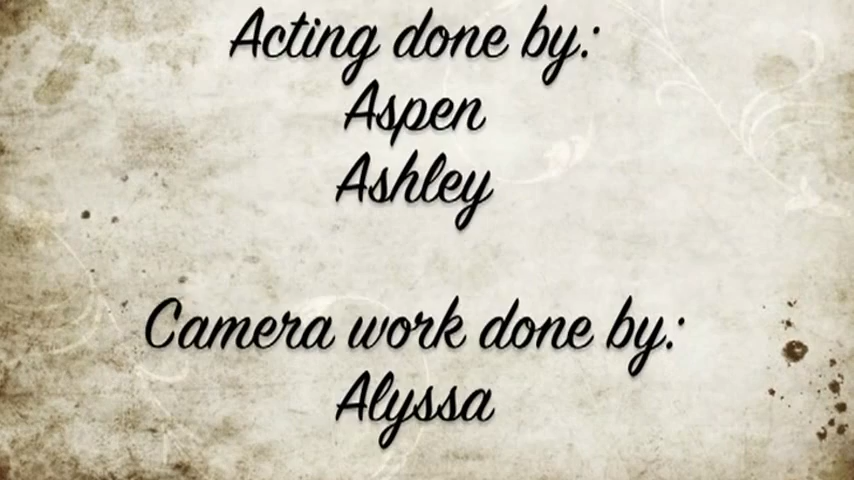 Acting done by:
Aspen
Ashley
Camera work done by:
Alyssa